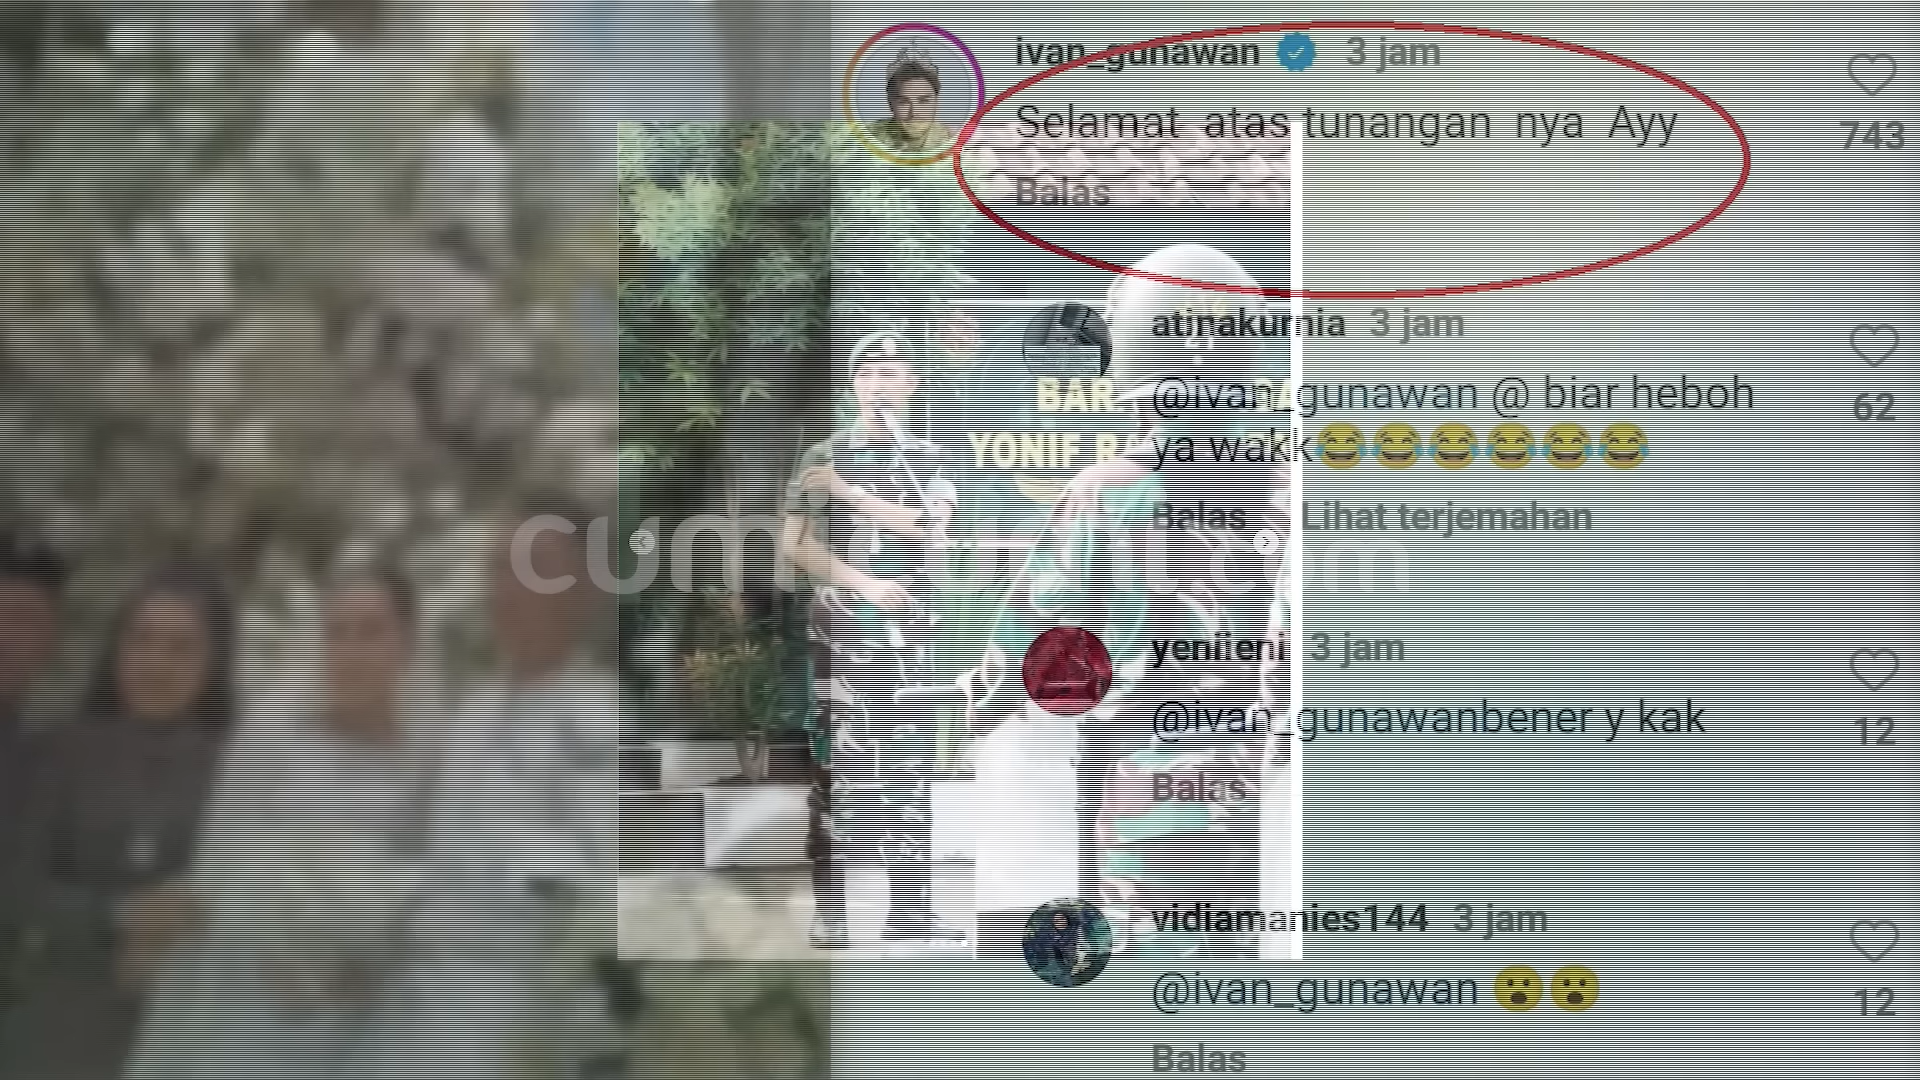 ivan_gunawan 3 jam
Selamat atas tunangan nya Ayy
743
Balas
atinakurnia 3 jam
@ivan_gunawan @ biar heboh
62
ya wakk😂😂😂😂😂😂
Balas Lihat terjemahan
YONIF
yeniieni 3 jam
@ivan_gunawanbener y kak
12
Balas
vidiamanies144 3 jam
@ivan_gunawan 😮😮
12
Balas